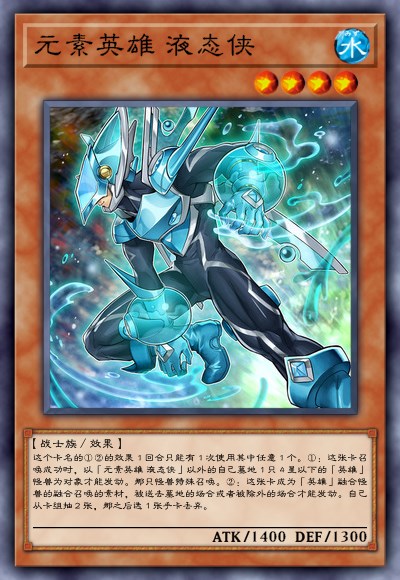 元素英雄 液态侠
水
【战士族/效果】
这个卡名的①②的效果1回合只能有1次使用其中任意1个。①：这张卡召
唤成功时，以「元素英雄 液态侠」以外的自己墓地1只4星以下的「英雄」
怪兽为对象才能发动。那只怪兽特殊召唤。②：这张卡成为「英雄」融合怪
兽的融合召唤的素材，被送去墓地的场合或者被除外的场合才能发动。自己
从卡组抽2张，那之后选1张手卡丢弃。
ATK/1400 DEF/1300